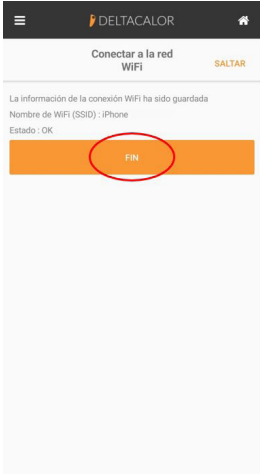 DELTACALOR
Conectar a la red
WiFi
SALTAR
La información de la conexión WiFi ha sido guardada
Nombre de WiFi (SSID) : iPhone
Estado : OK
FIN